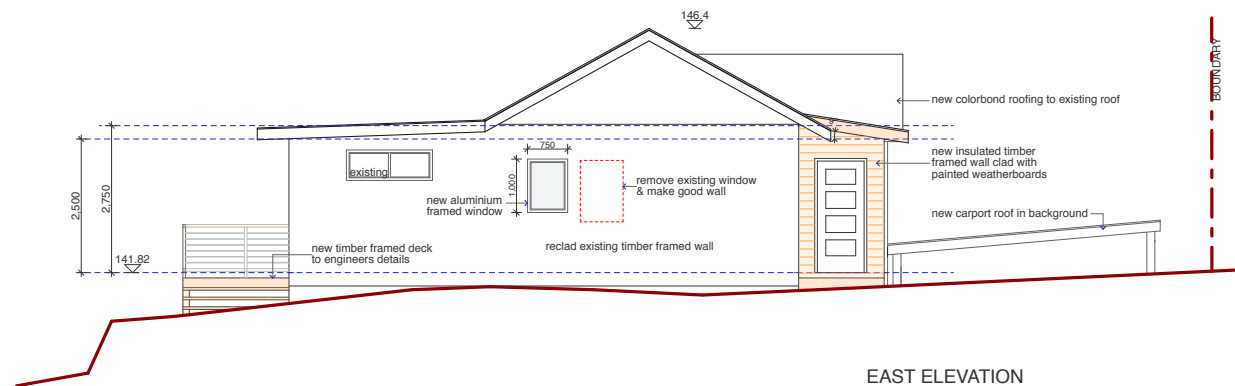 146.4
BOUNDARY
new colorbond roofing to existing roof
750
existing
1,000
new aluminium
framed window
remove existing window
& make good wall
new insulated timber
framed wall clad with
painted weatherboards
2,500
2,750
new carport roof in background
reclad existing timber framed wall
new timber framed deck
to engineers details
141.82
EAST ELEVATION